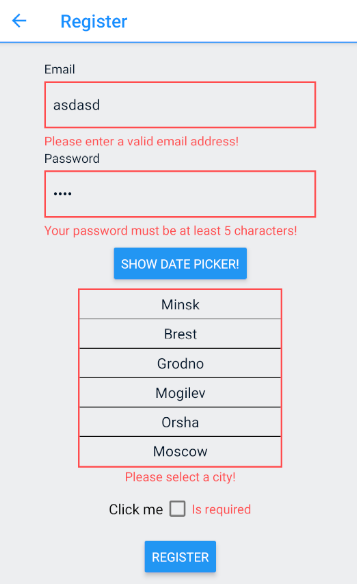 Register
Email
asdasd
Please enter a valid email address!
Password
••••
Your password must be at least 5 characters!
SHOW DATE PICKER!
Minsk
Brest
Grodno
Mogilev
Orsha
Moscow
Please select a city!
Click me Is required
REGISTER